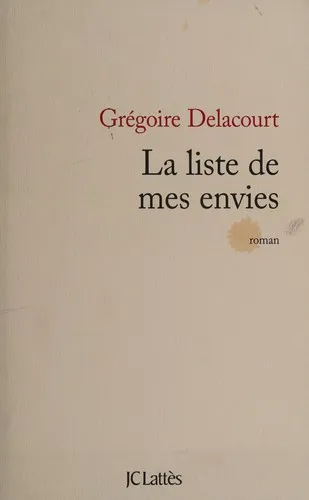 Grégoire Delacourt
La liste de
mes envies
roman
JC Lattès